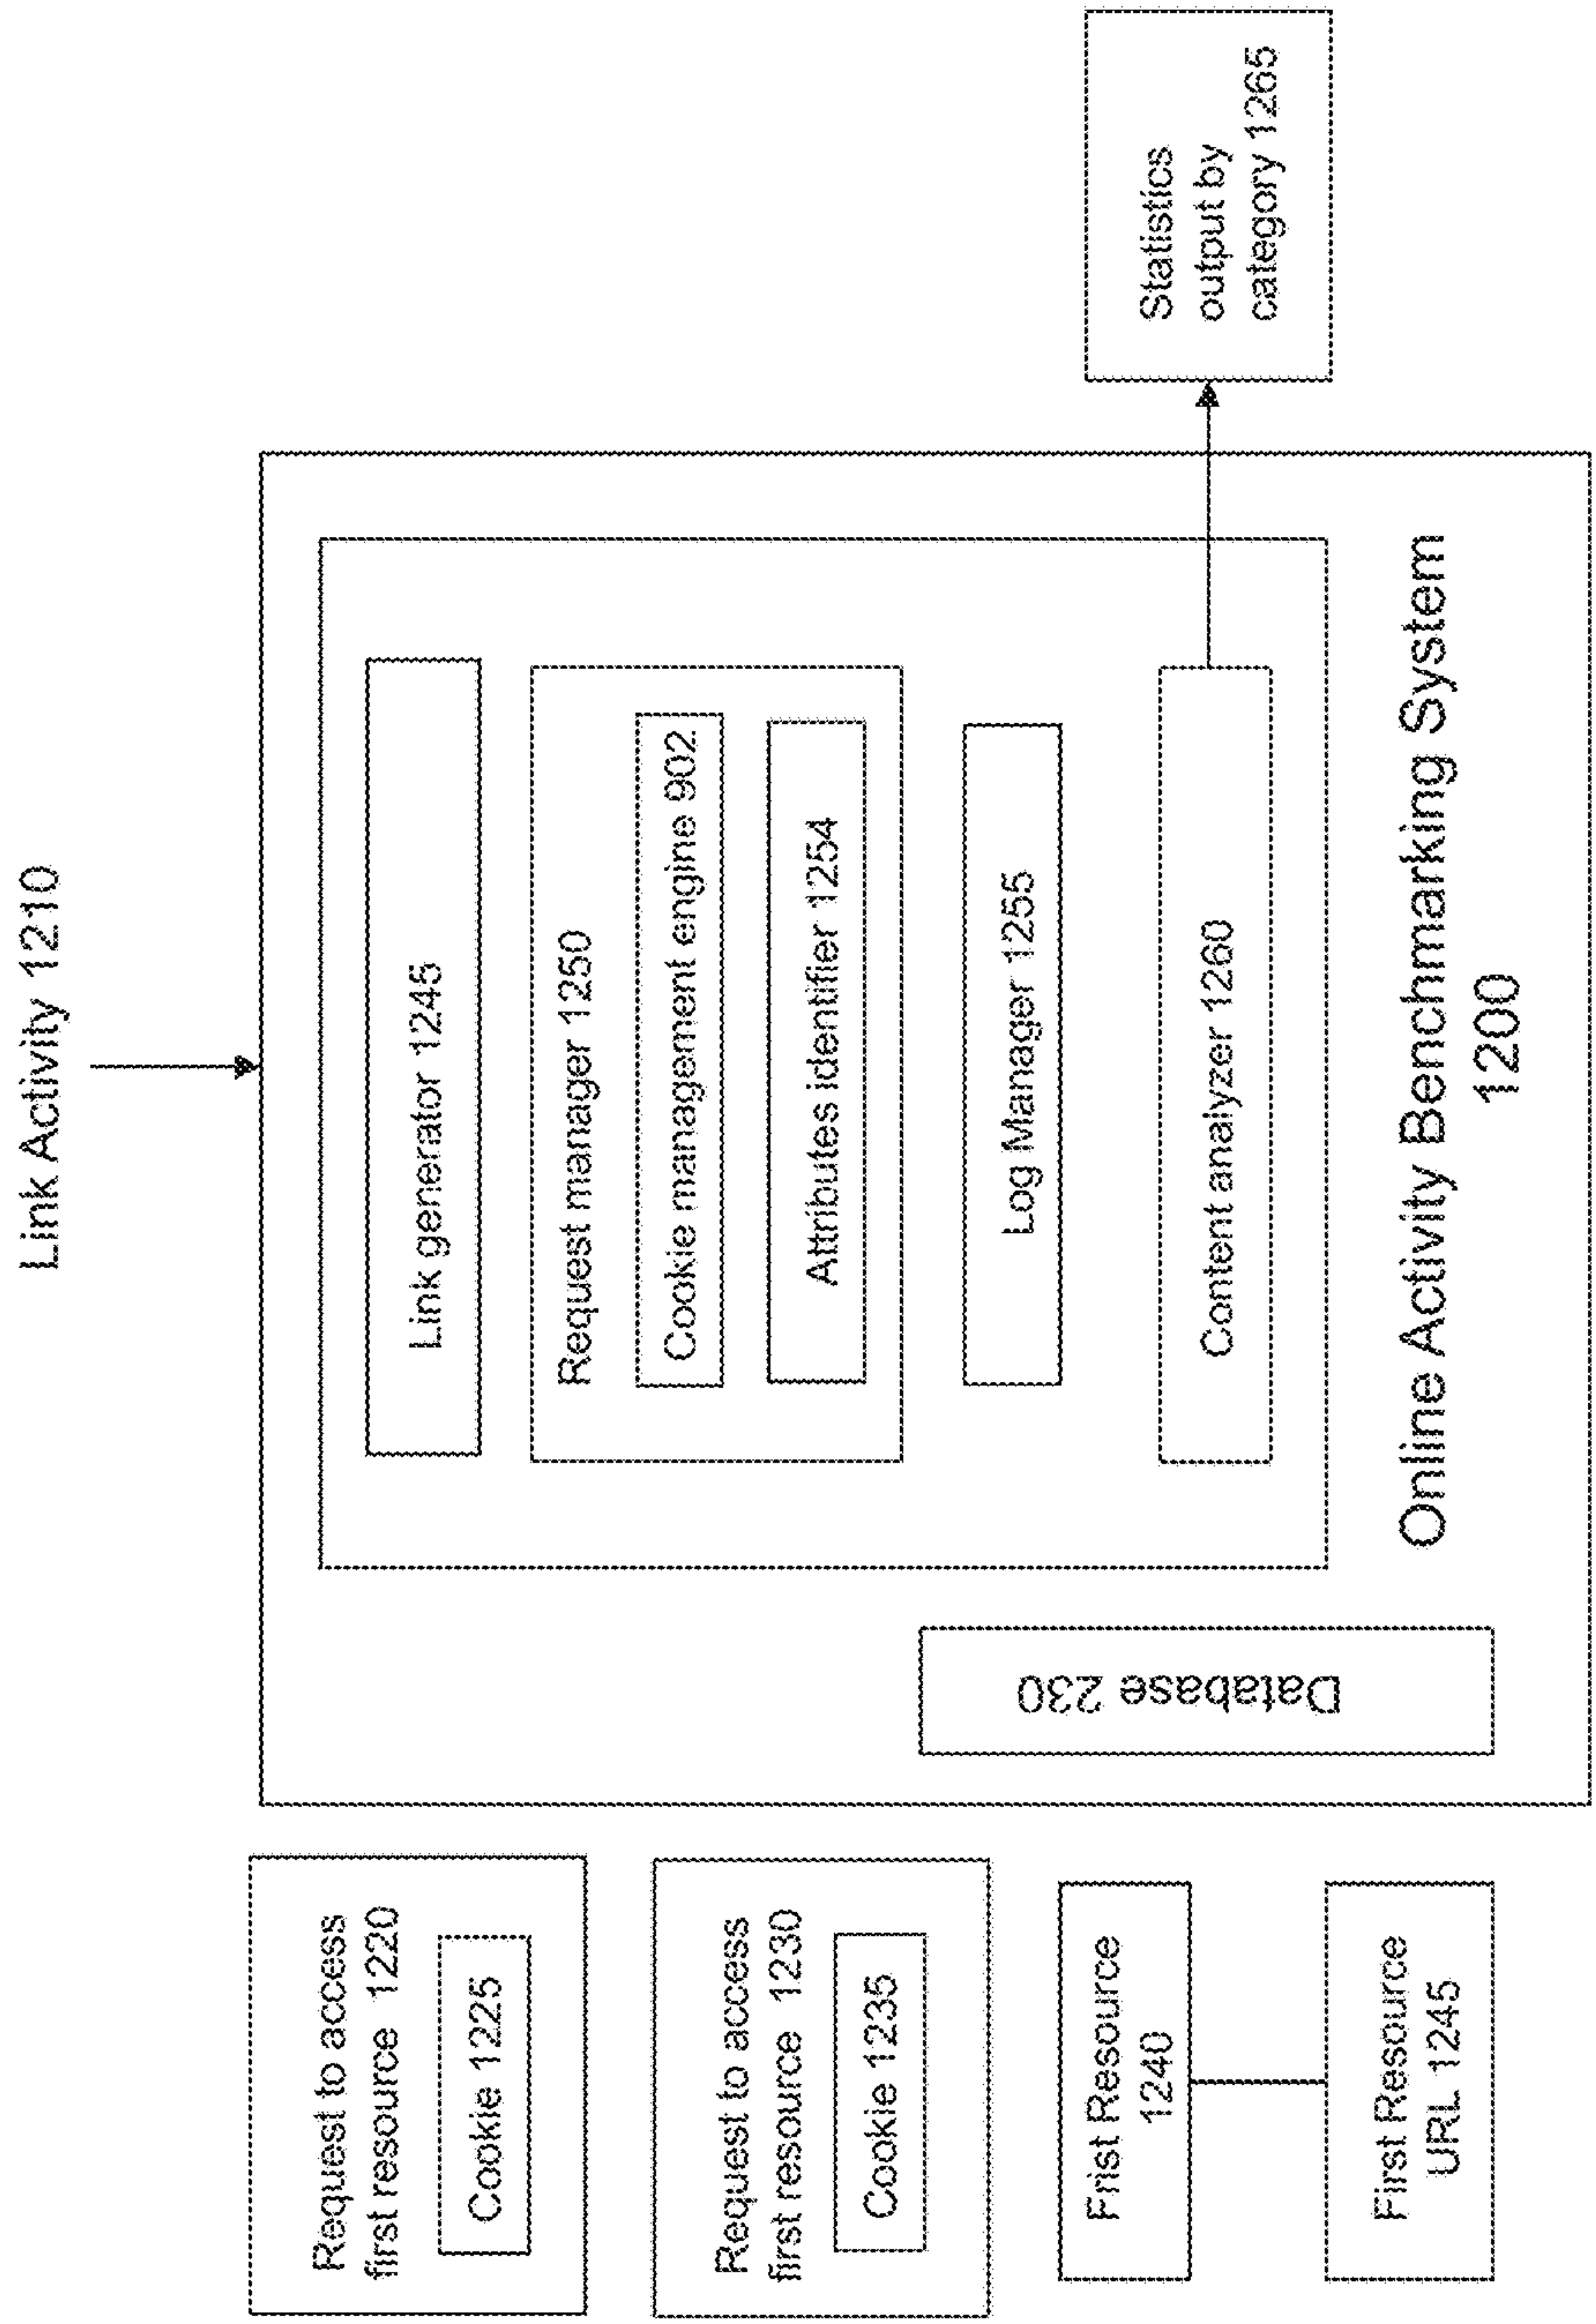 Link Activity 1210
Request to access
first resource 1220
Cookie 1225
Request to access
first resource 1230
Cookie 1235
Frist Resource
1240
First Resource
URL 1245
Database 230
Link generator 1245
Request manager 1250
Cookie management engine 902
Attributes identifier 1254
Log Manager 1255
Content analyzer 1260
Online Activity Benchmarking System
1200
Statistics
output by
category 1265